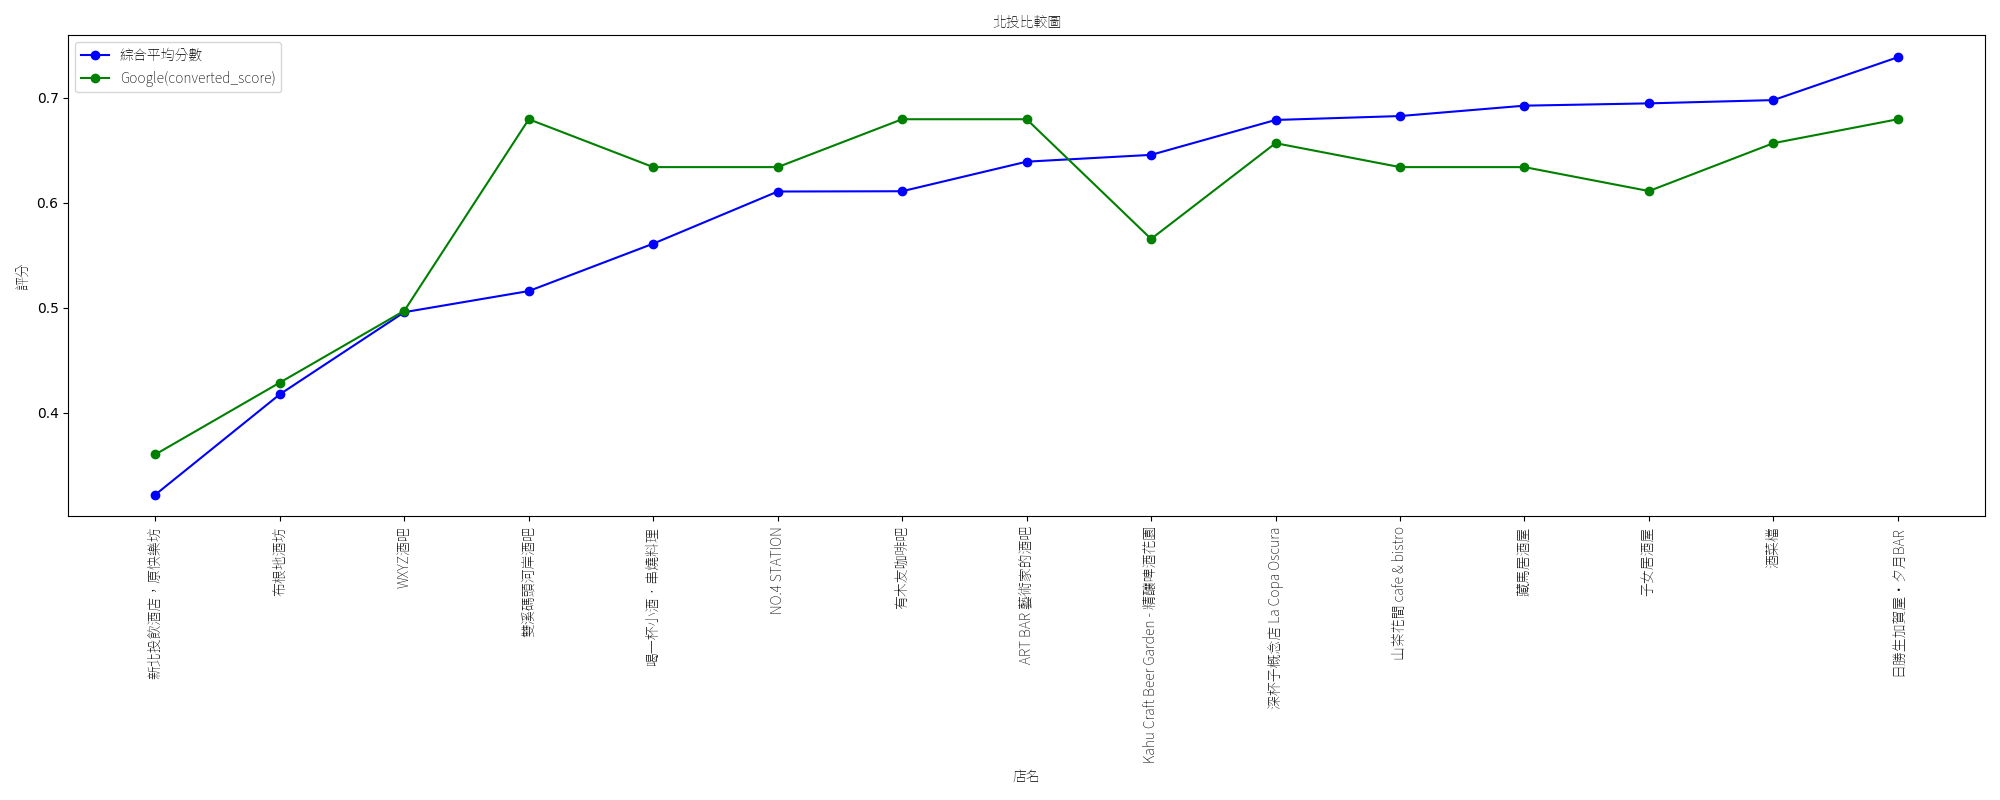 北投比較圖
綜合平均分數
Google(converted_score)
0.7
0.6
0.5
0.4
評分
新北投飲酒店，原快樂坊
布根地酒坊
WXYZ酒吧
雙溪碼頭河岸酒吧
喝一杯小酒．串燒料理
NO.4 STATION
有木友咖啡吧
ART BAR 藝術家的酒吧
Kahu Craft Beer Garden - 精釀啤酒花園
深杯子概念店 La Copa Oscura
山茶花間 cafe & bistro
藏馬居酒屋
子女居酒屋
酒菜檔
日勝生加賀屋・夕月BAR
店名